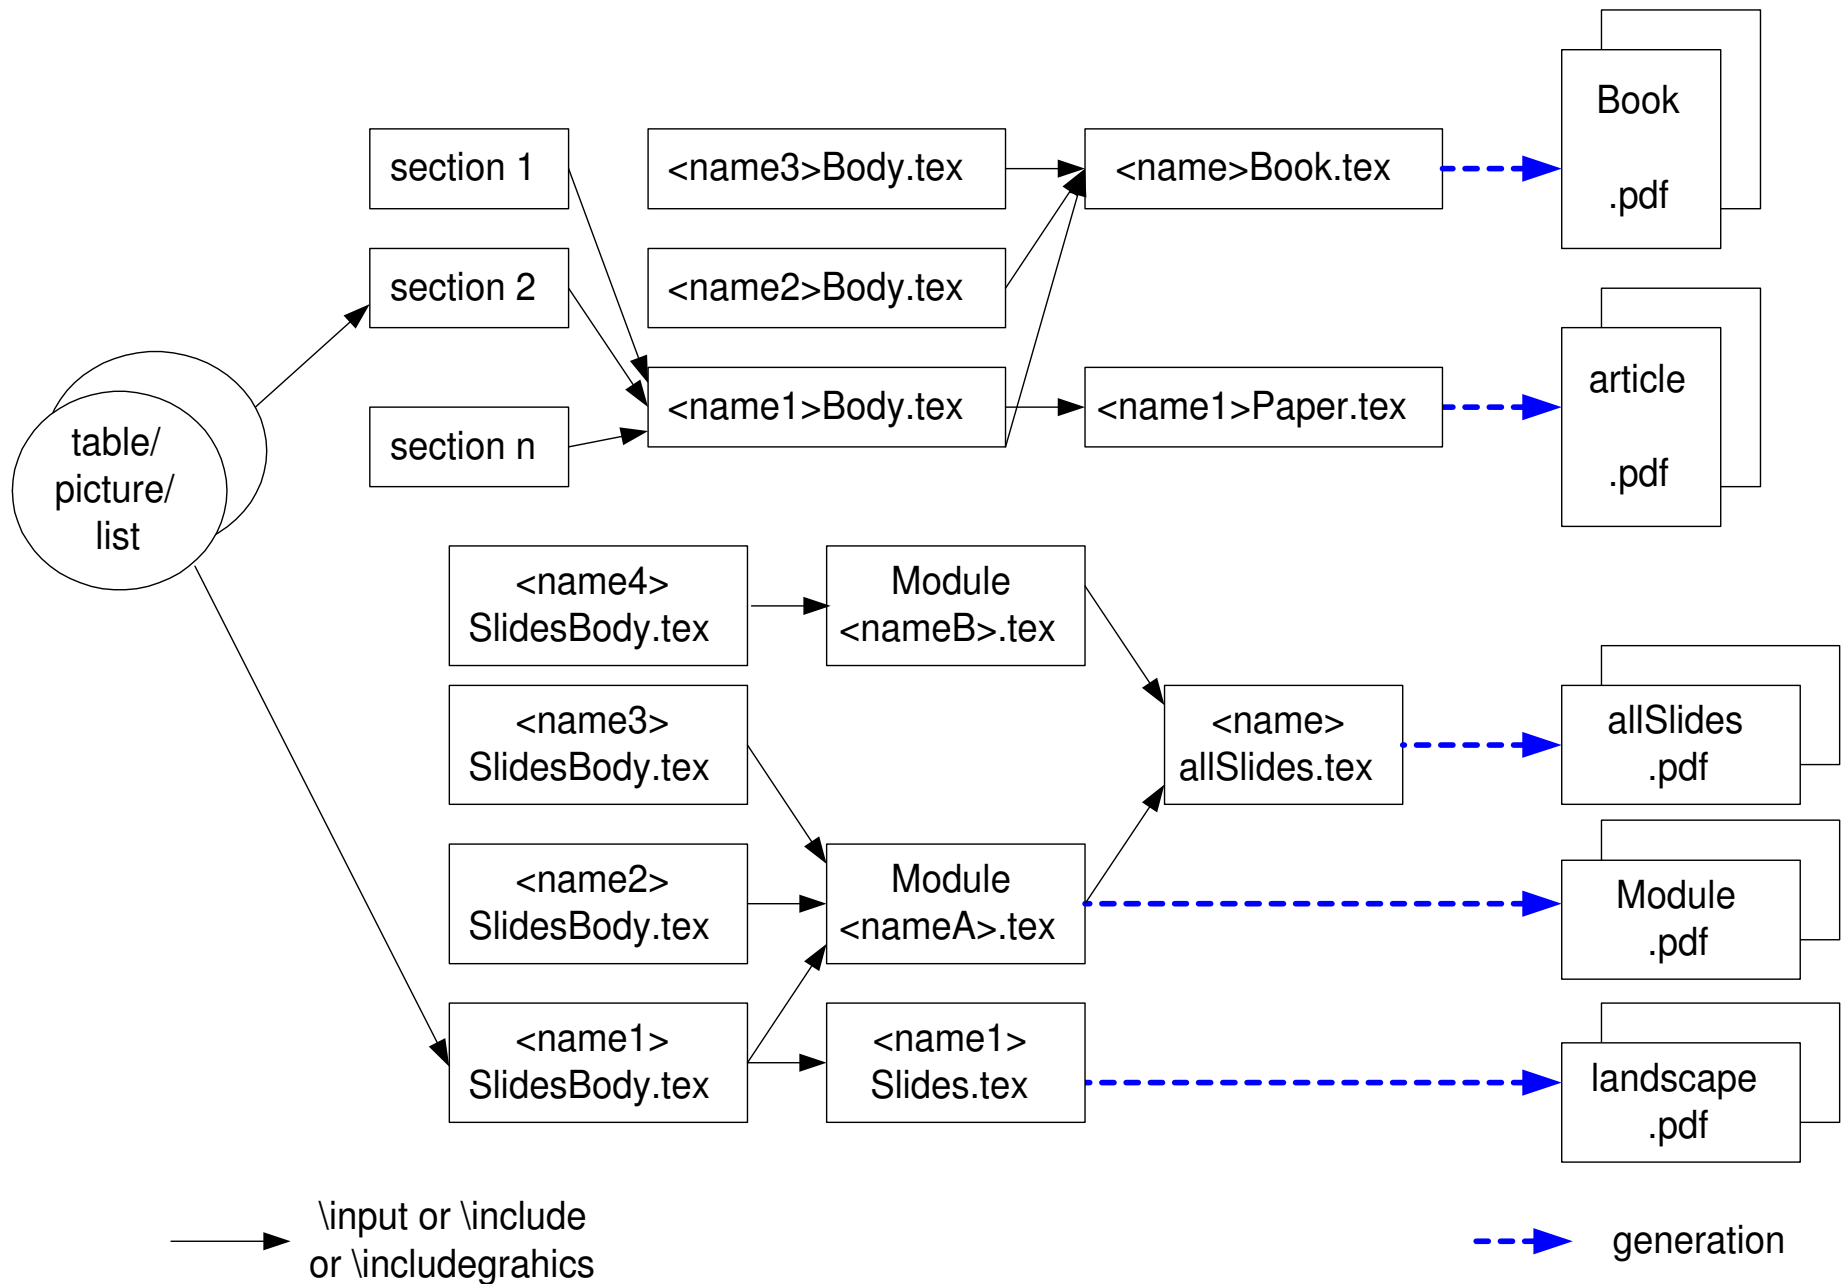 Book
.pdf
section 1
<name3>Body.tex
<name>Book.tex
section 2
<name2>Body.tex
section n
<name1>Body.tex
<name1>Paper.tex
article
.pdf
table/
picture/
list
<name4>
SlidesBody.tex
Module
<nameB>.tex
<name3>
SlidesBody.tex
<name>
allSlides.tex
allSlides
.pdf
<name2>
SlidesBody.tex
Module
<nameA>.tex
Module
.pdf
<name1>
SlidesBody.tex
<name1>
Slides.tex
landscape
.pdf
\input or \include
or \includegrahics
generation